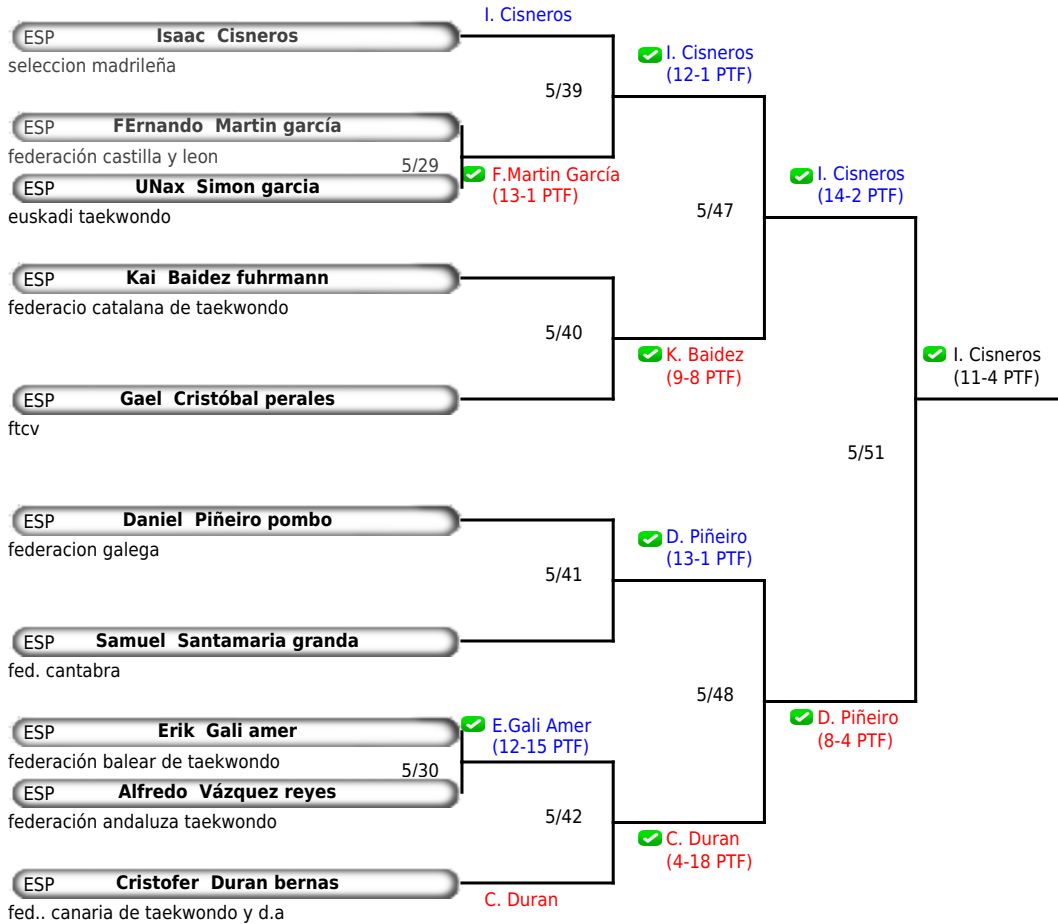 I. Cisneros
ESP Isaac Cisneros
seleccion madrileña
I. Cisneros
(12-1 PTF)
5/39
ESP FErnando Martin garcía
federación castilla y leon
5/29
F.Martin García
(13-1 PTF)
ESP UNax Simon garcia
euskadi taekwondo
I. Cisneros
(14-2 PTF)
5/47
ESP Kai Baidez fuhrmann
federacio catalana de taekwondo
5/40
K. Baidez
(9-8 PTF)
I. Cisneros
(11-4 PTF)
ESP Gael Cristóbal perales
ftcv
5/51
ESP Daniel Piñeiro pombo
federacion galega
D. Piñeiro
(13-1 PTF)
5/41
ESP Samuel Santamaria granda
fed. cantabra
5/48
D. Piñeiro
(8-4 PTF)
ESP Erik Gali amer
federación balear de taekwondo
E.Gali Amer
(12-15 PTF)
5/30
ESP Alfredo Vázquez reyes
federación andaluza taekwondo
5/42
C. Duran
(4-18 PTF)
ESP Cristofer Duran bernas
fed.. canaria de taekwondo y d.a
C. Duran